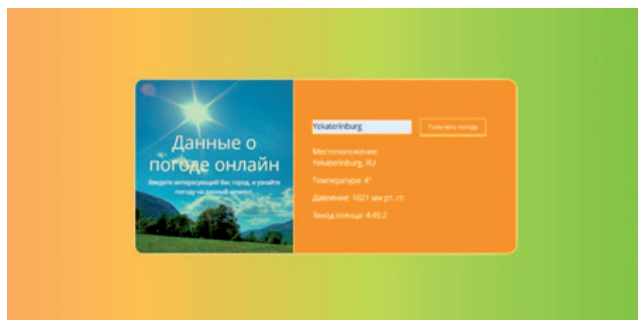 Данные о
погоде онлайн
Введите интересующий Вас город, и узнайте
погоду на данный момент
Yekaterinburg
Получить погоду
Местоположение:
Yekaterinburg, RU
Температура: 4°
Давление: 1021 мм рт. ст.
Заход солнца: 4:45:2